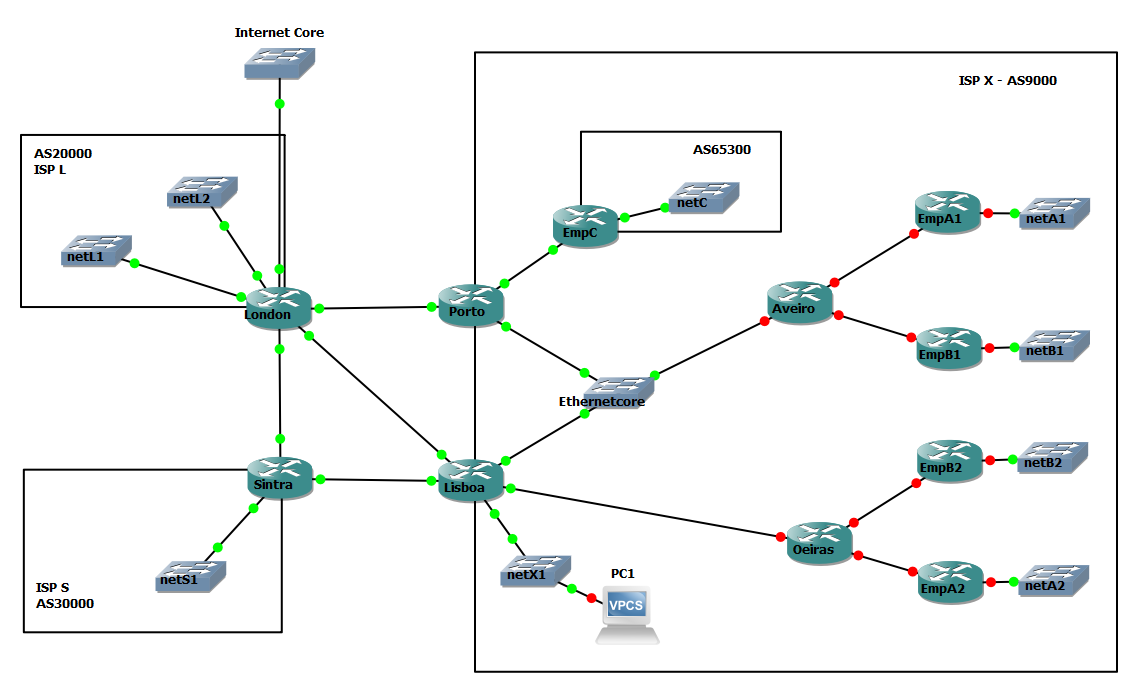 Internet Core
ISP X - AS9000
AS20000
ISP L
AS65300
netL2
netC
EmpC
EmpA1
netA1
netL1
London
Porto
Aveiro
EmpB1
netB1
Ethernetcore
EmpB2
netB2
Sintra
Lisboa
Oeiras
netX1
PC1
netS1
ISP S
AS30000
VPCS
EmpA2
netA2